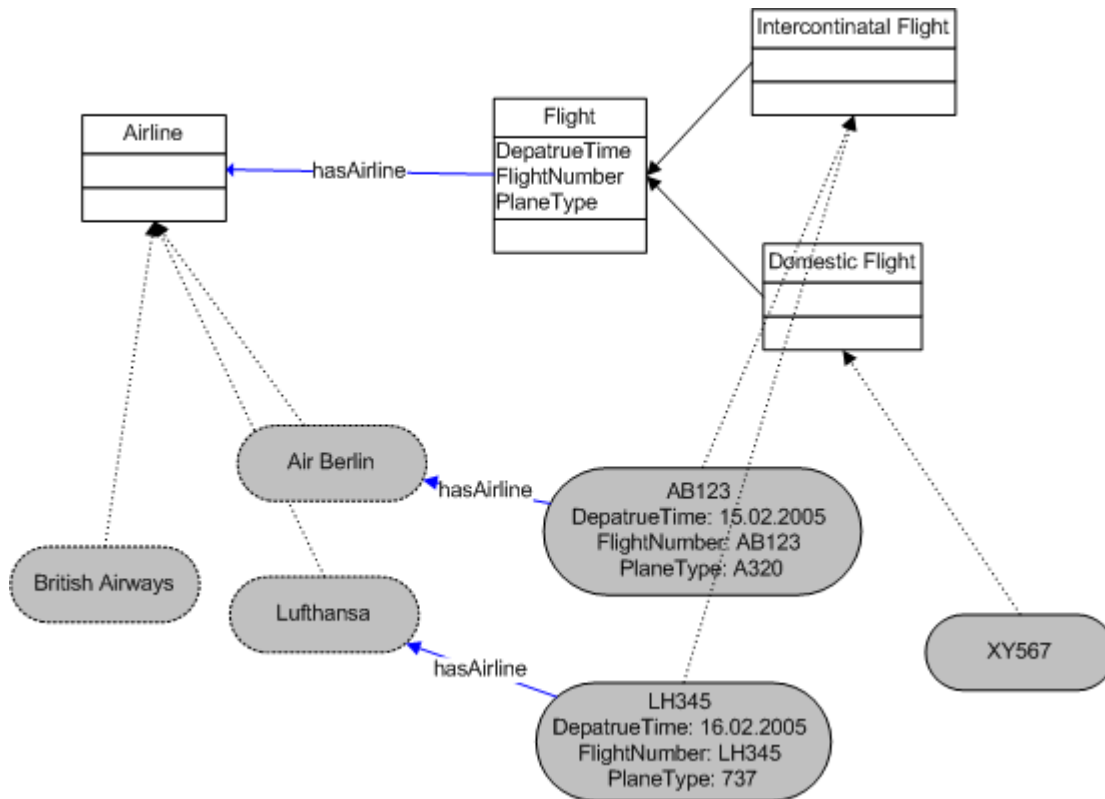 Intercontinatal Flight
Flight
DepatrueTime
FlightNumber
PlaneType
Airline
hasAirline
Domestic Flight
Air Berlin
hasAirline
AB123
DepatrueTime: 15.02.2005
FlightNumber: AB123
PlaneType: A320
British Airways
Lufthansa
XY567
hasAirline
LH345
DepatrueTime: 16.02.2005
FlightNumber: LH345
PlaneType: 737